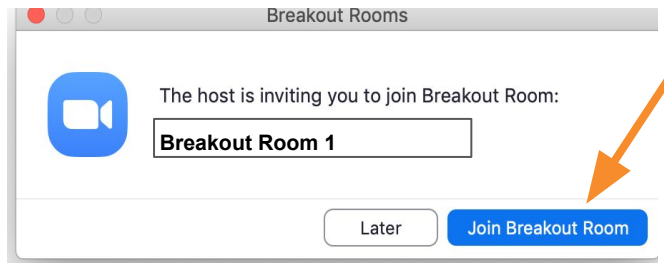 Breakout Rooms
The host is inviting you to join Breakout Room:
Breakout Room 1
Later Join Breakout Room